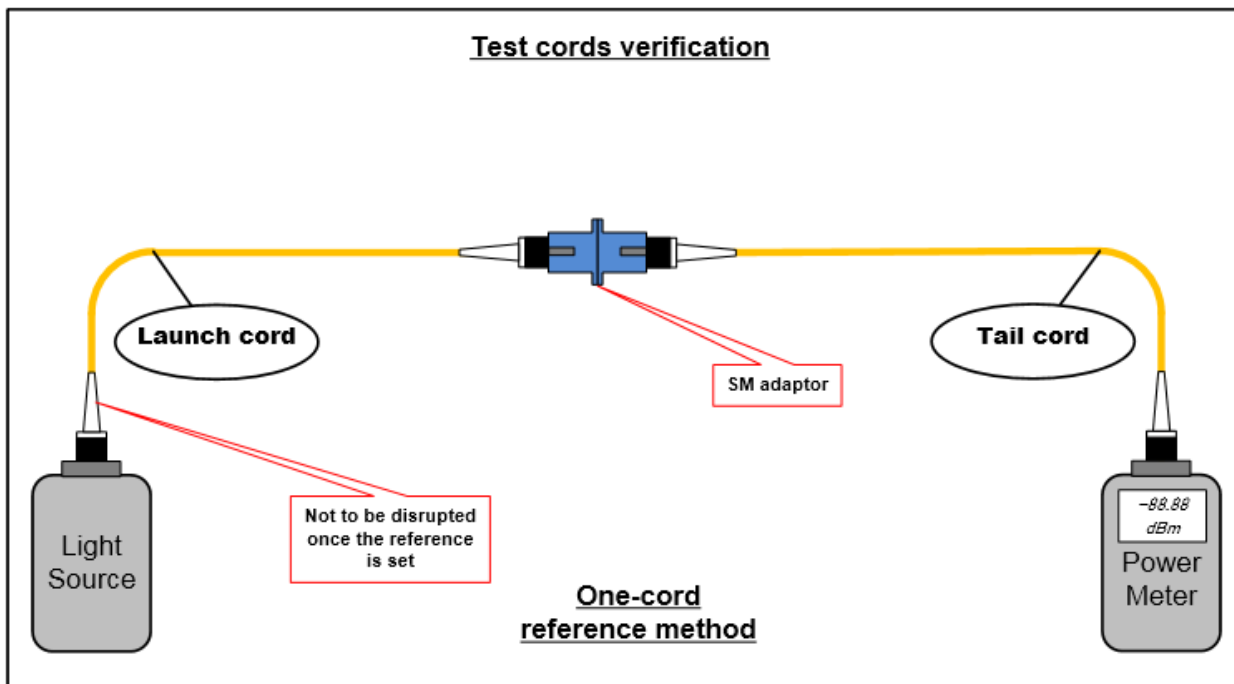 Test cords verification
Launch cord
Tail cord
SM adaptor
Not to be disrupted
once the reference
is set
Light
Source
-88.88
dBm
Power
Meter
One-cord
reference method